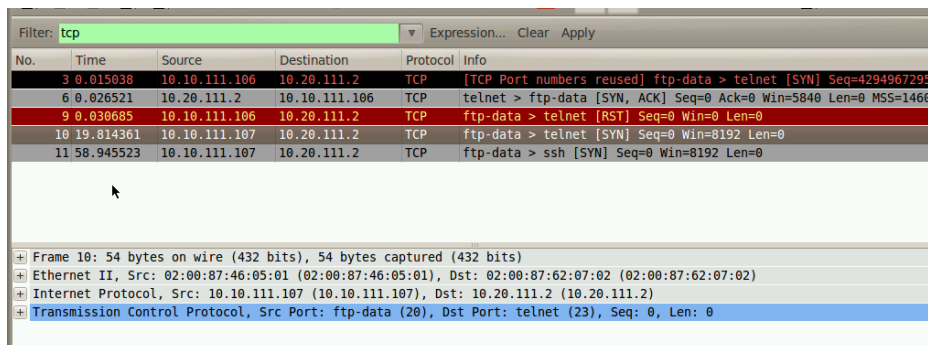 Filter: tcp Expression... Clear Apply
No. Time Source Destination Protocol Info
3 0.015038 10.10.111.106 10.20.111.2 TCP [TCP Port numbers reused] ftp-data > telnet [SYN] Seq=4294967295
6 0.026521 10.20.111.2 10.10.111.106 TCP telnet > ftp-data [SYN, ACK] Seq=0 Ack=0 Win=5840 Len=0 MSS=1460
9 0.030685 10.10.111.106 10.20.111.2 TCP ftp-data > telnet [RST] Seq=0 Win=0 Len=0
10 19.814361 10.10.111.107 10.20.111.2 TCP ftp-data > telnet [SYN] Seq=0 Win=8192 Len=0
11 58.945523 10.10.111.107 10.20.111.2 TCP ftp-data > ssh [SYN] Seq=0 Win=8192 Len=0
Frame 10: 54 bytes on wire (432 bits), 54 bytes captured (432 bits)
Ethernet II, Src: 02:00:87:46:05:01 (02:00:87:46:05:01), Dst: 02:00:87:62:07:02 (02:00:87:62:07:02)
Internet Protocol, Src: 10.10.111.107 (10.10.111.107), Dst: 10.20.111.2 (10.20.111.2)
Transmission Control Protocol, Src Port: ftp-data (20), Dst Port: telnet (23), Seq: 0, Len: 0